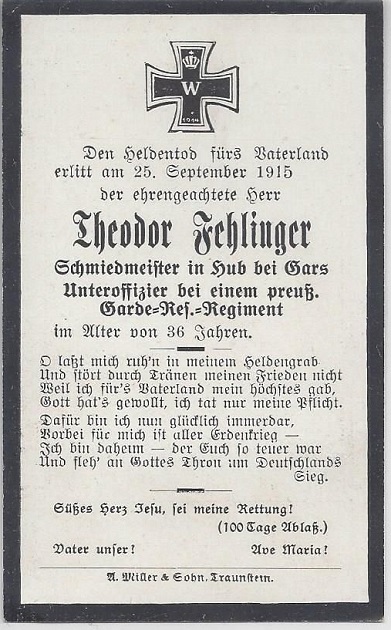 W
1914
Den Heldentod fürs Vaterland
erlitt am 25. September 1915
der ehrengeachtete Herr
Theodor Fehlinger
Schmiedmeister in Hub bei Gars
Unteroffizier bei einem preuß.
Garde-Res.-Regiment
im Alter von 36 Jahren.
O laßt mich ruh'n in meinem Heldengrab
Und stört durch Tränen meinen Frieden nicht
Weil ich für's Vaterland mein höchstes gab,
Gott hat's gewollt, ich tat nur meine Pflicht.
Dafür bin ich nun glücklich immerdar,
Vorbei für mich ist aller Erdenkrieg —
Ich bin daheim — der Euch so teuer war
Und fleh' an Gottes Thron um Deutschlands
Sieg.
Süßes Herz Jesu, sei meine Rettung!
(100 Tage Ablaß.)
Vater unser! Ave Maria!
A. Miller & Sohn, Traunstein.